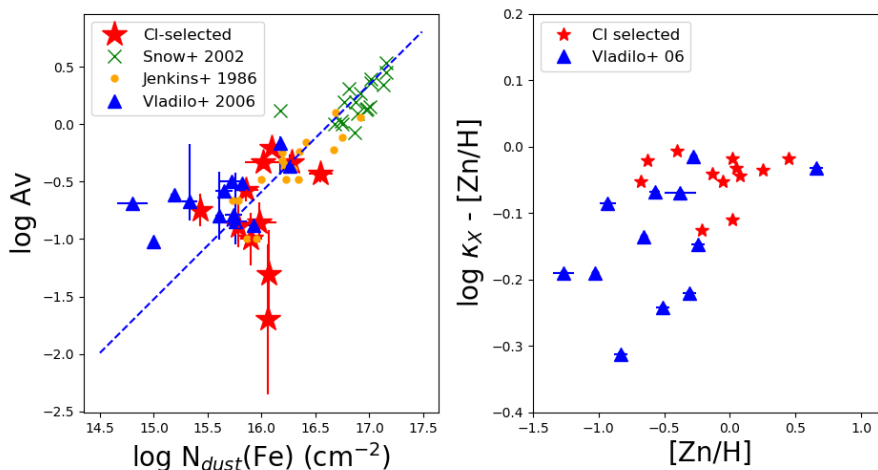 CI-selected
Snow+ 2002
Jenkins+ 1986
Vladilo+ 2006
log Av
0.5
0.0
−0.5
−1.0
−1.5
−2.0
−2.5
14.5 15.0 15.5 16.0 16.5 17.0 17.5
log N_dust(Fe) (cm⁻²)
CI selected
Vladilo+ 06
log κ_X - [Zn/H]
0.2
0.1
0.0
−0.1
−0.2
−0.3
−0.4
−1.5 −1.0 −0.5 0.0 0.5 1.0
[Zn/H]